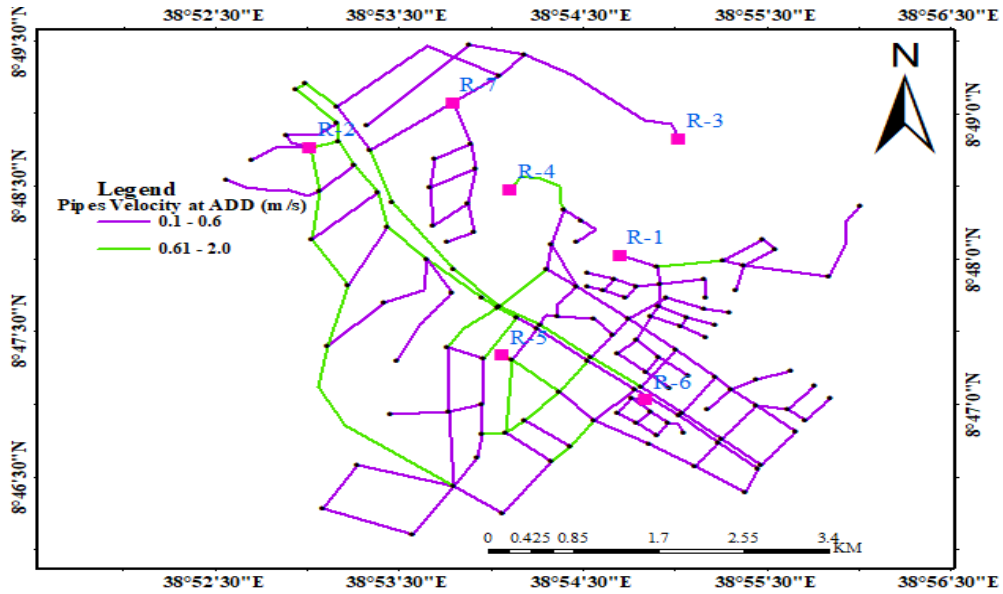 38°52'30"E 38°53'30"E 38°54'30"E 38°55'30"E 38°56'30"E
8°49'30"N
N
R-7
8°49'0"N
R-3
R-2
R-4
8°48'30"N
Legend
Pipes Velocity at ADD (m/s)
0.1 - 0.6
0.61 - 2.0
R-1
8°48'0"N
8°47'30"N
R-5
R-6
8°47'0"N
8°46'30"N
0 0.425 0.85 1.7 2.55 3.4
KM
38°52'30"E 38°53'30"E 38°54'30"E 38°55'30"E 38°56'30"E